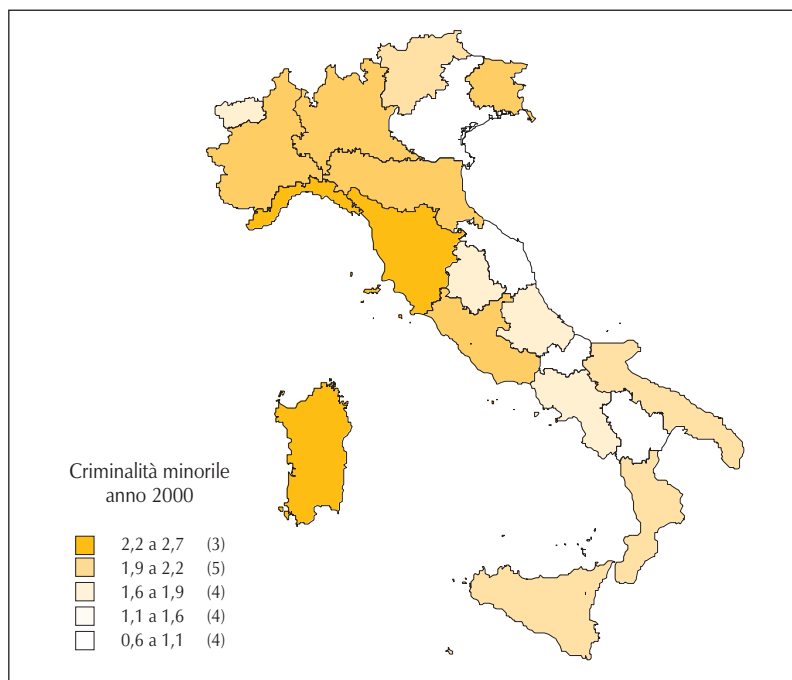 Criminalità minorile
anno 2000
2,2 a 2,7 (3)
1,9 a 2,2 (5)
1,6 a 1,9 (4)
1,1 a 1,6 (4)
0,6 a 1,1 (4)